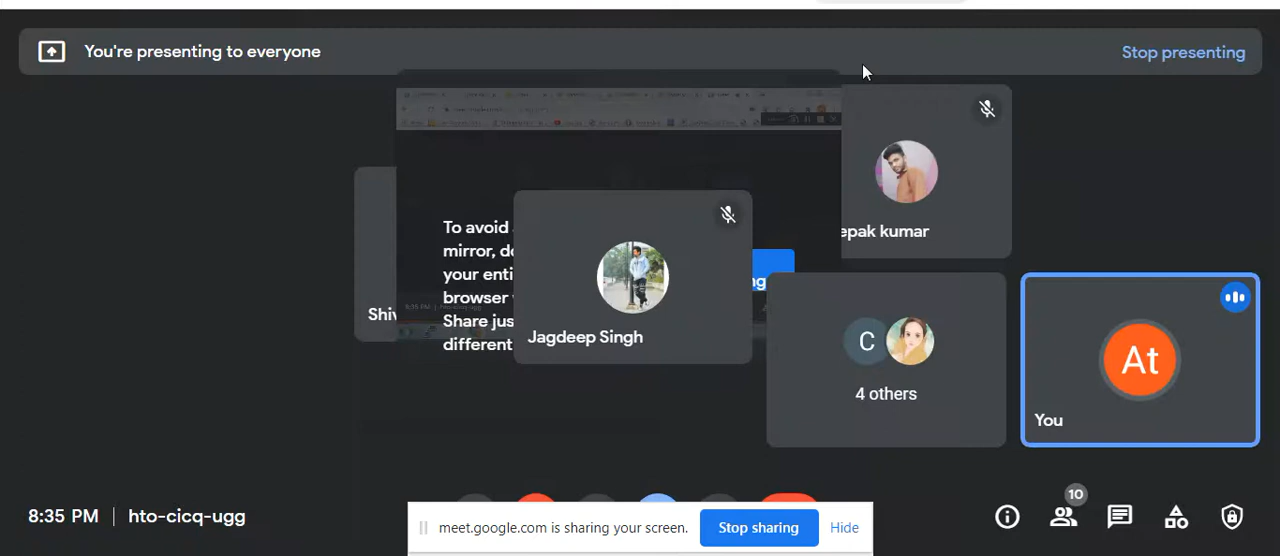 You're presenting to everyone
Stop presenting
epak kumar
To avoid
mirror, d
your enti
browser
Share jus
different
ng
Shiv
Jagdeep Singh
C
4 others
At
You
10
8:35 PM | hto-cicq-ugg
meet.google.com is sharing your screen.
Stop sharing
Hide